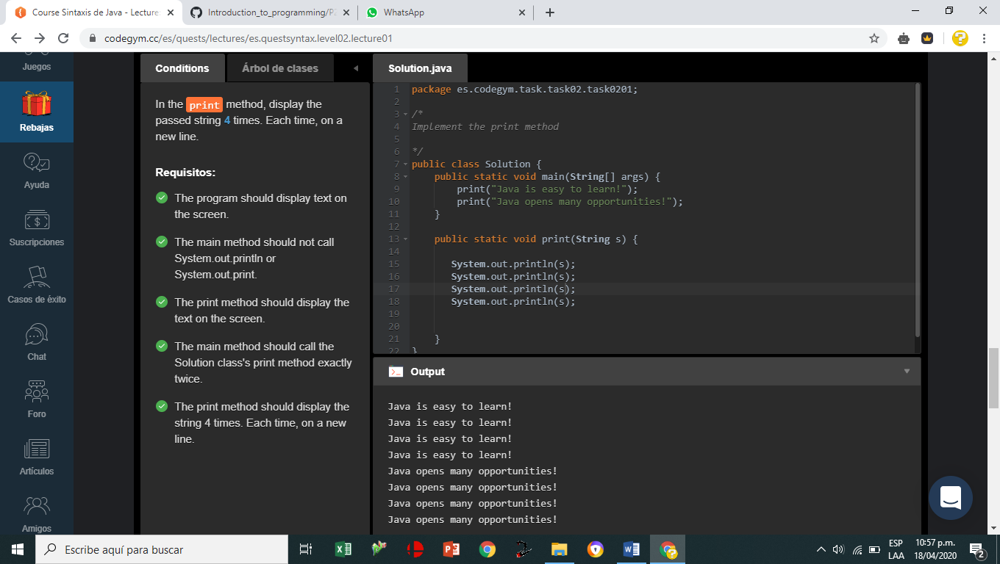 Course Sintaxis de Java - Lecture
Introduction_to_programming/P2
WhatsApp
codegym.cc/es/quests/lectures/es.questsyntax.level02.lecture01
Juegos
Rebajas
Ayuda
Suscripciones
Casos de éxito
Chat
Foro
Artículos
Amigos
Conditions
Árbol de clases
In the print method, display the
passed string 4 times. Each time, on a
new line.
Requisitos:
The program should display text on
the screen.
The main method should not call
System.out.println or
System.out.print.
The print method should display the
text on the screen.
The main method should call the
Solution class's print method exactly
twice.
The print method should display the
string 4 times. Each time, on a new
line.
Solution.java
1 package es.codegym.task.task02.task0201;
2
3 /*
4 Implement the print method
5
6 */
7 public class Solution {
8 public static void main(String[] args) {
9 print("Java is easy to learn!");
10 print("Java opens many opportunities!");
11 }
12
13 public static void print(String s) {
14
15 System.out.println(s);
16 System.out.println(s);
17 System.out.println(s);
18 System.out.println(s);
19
20
21 }
22 }
Output
Java is easy to learn!
Java is easy to learn!
Java is easy to learn!
Java is easy to learn!
Java opens many opportunities!
Java opens many opportunities!
Java opens many opportunities!
Java opens many opportunities!
Escribe aquí para buscar
ESP
LAA
10:57 p.m.
18/04/2020
2